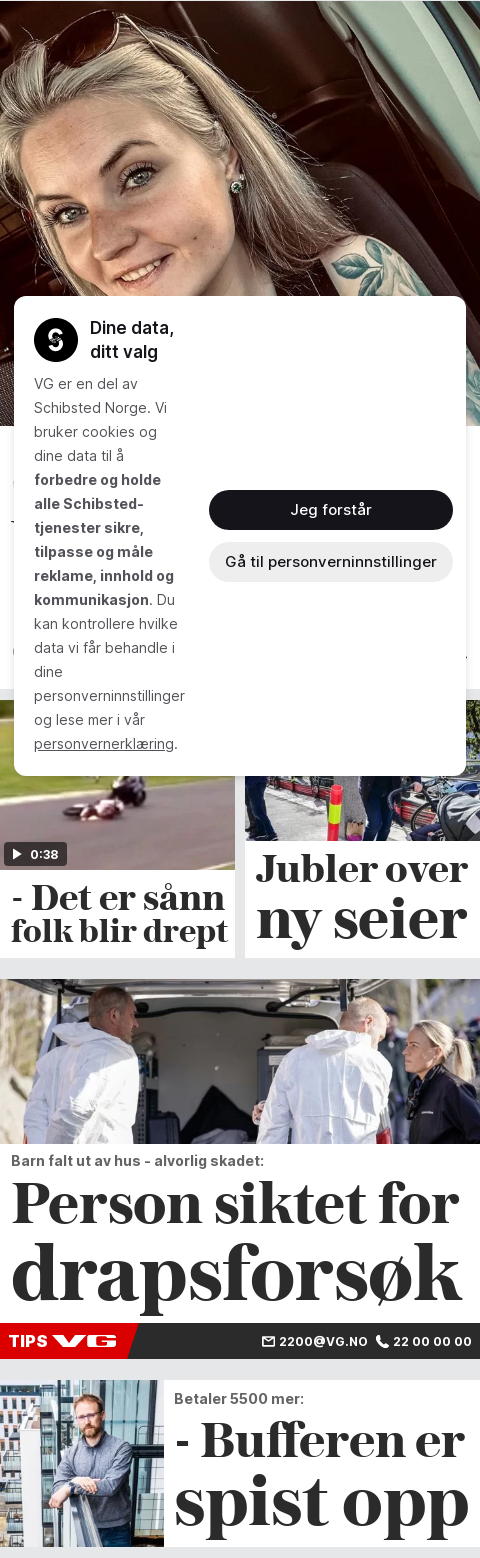 Dine data,
ditt valg
VG er en del av
Schibsted Norge. Vi
bruker cookies og
dine data til å
forbedre og holde
alle Schibsted-
tjenester sikre,
tilpasse og måle
reklame, innhold og
kommunikasjon. Du
kan kontrollere hvilke
data vi får behandle i
dine
personverninnstillinger
og lese mer i vår
personvernerklæring.
Jeg forstår
Gå til personverninnstillinger
0:38
- Det er sånn
folk blir drept
Jubler over
ny seier
Barn falt ut av hus - alvorlig skadet:
Person siktet for
drapsforsøk
TIPS VG 2200@VG.NO 22 00 00 00
Betaler 5500 mer:
- Bufferen er
spist opp